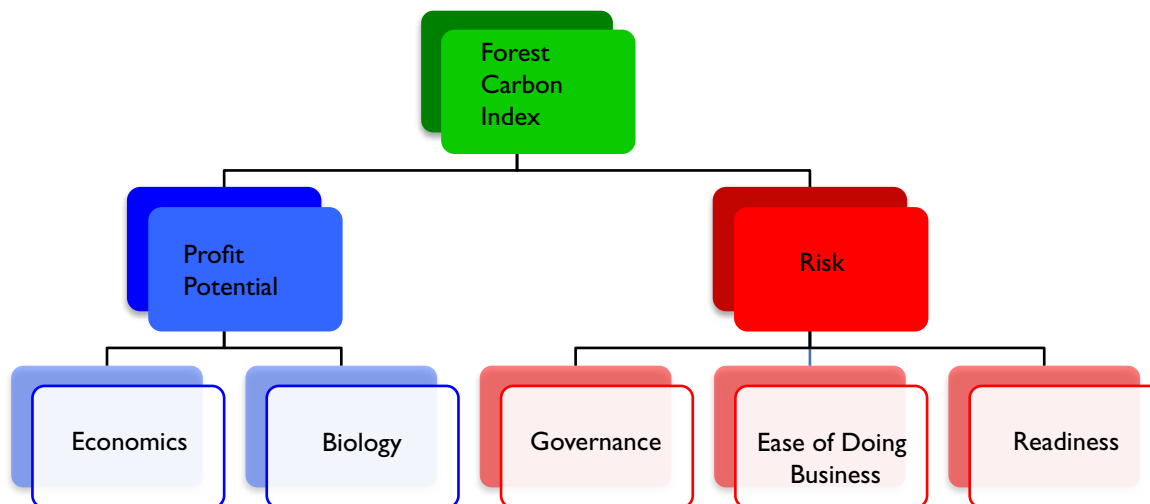 Forest
Carbon
Index
Profit
Potential
Risk
Economics
Biology
Governance
Ease of Doing
Business
Readiness